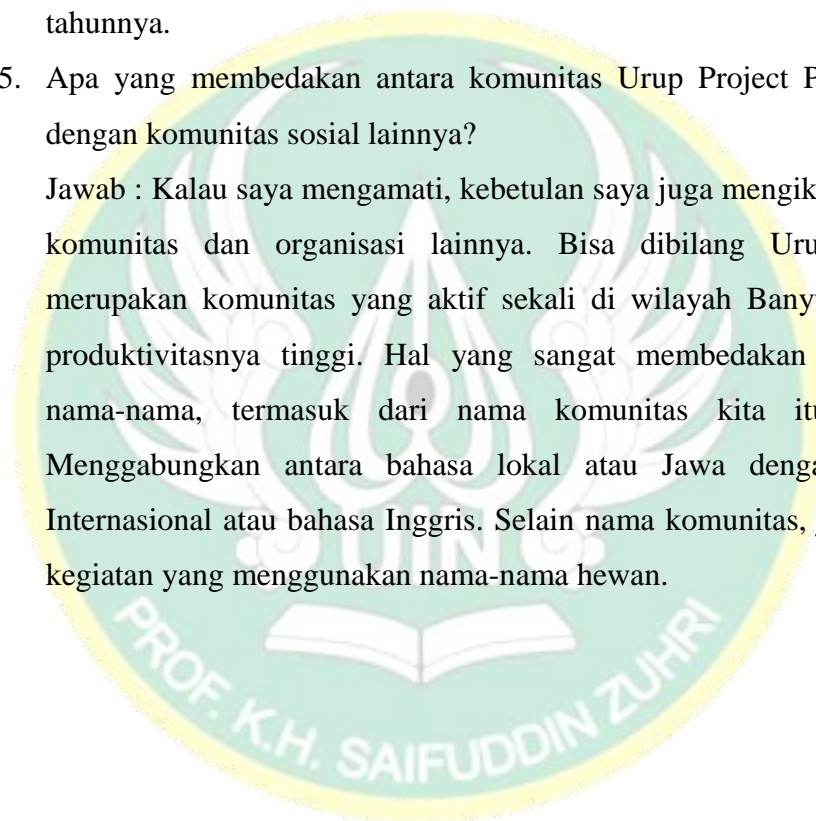 tahunnya.
5. Apa yang membedakan antara komunitas Urup Project P
dengan komunitas sosial lainnya?
Jawab : Kalau saya mengamati, kebetulan saya juga mengik
komunitas dan organisasi lainnya. Bisa dibilang Uru
merupakan komunitas yang aktif sekali di wilayah Bany
produktivitasnya tinggi. Hal yang sangat membedakan
nama-nama, termasuk dari nama komunitas kita itu
Menggabungkan antara bahasa lokal atau Jawa denga
Internasional atau bahasa Inggris. Selain nama komunitas,
kegiatan yang menggunakan nama-nama hewan.
UIN
PROF. K.H. SAIFUDDIN ZUHRI